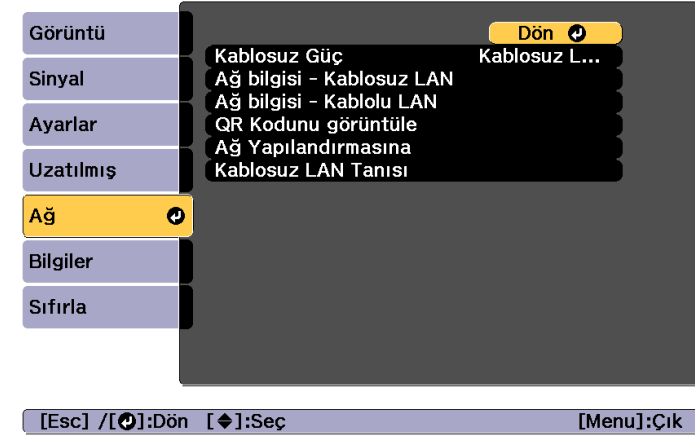 Görüntü
Sinyal
Ayarlar
Uzatılmış
Ağ
Bilgiler
Sıfırla
Dön
Kablosuz Güç Kablosuz L...
Ağ bilgisi - Kablosuz LAN
Ağ bilgisi - Kablolu LAN
QR Kodunu görüntüle
Ağ Yapılandırmasına
Kablosuz LAN Tanısı
[Esc] /[⏎]:Dön [◆]:Seç [Menu]:Çık